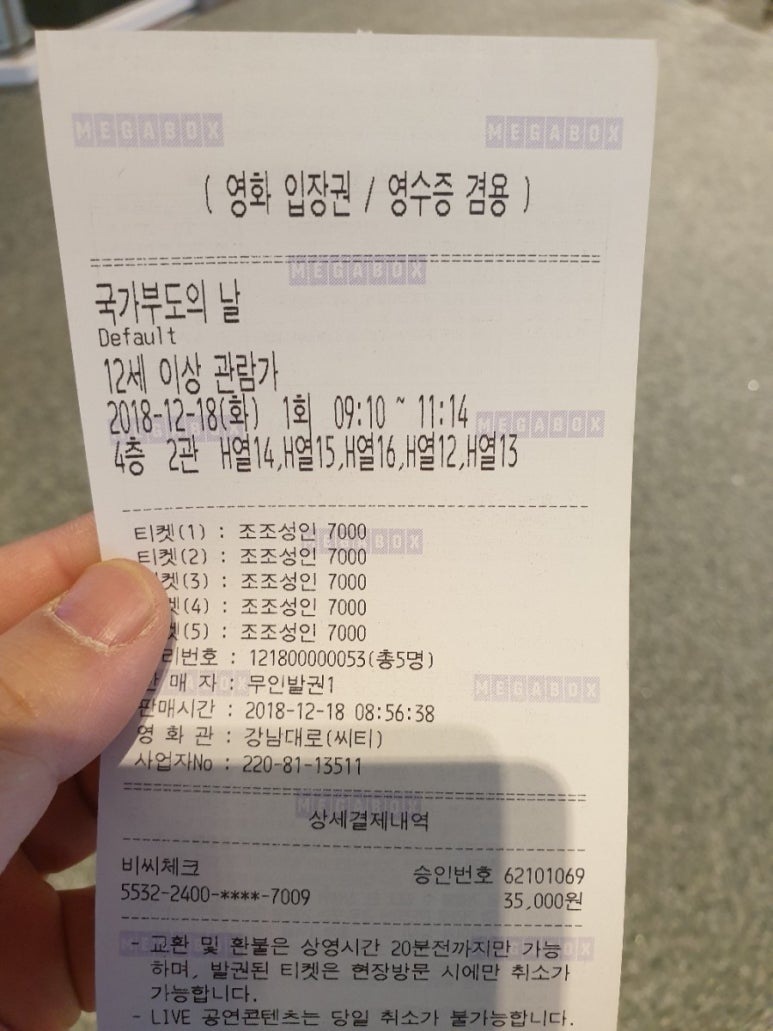 MEGABOX MEGABOX
( 영화 입장권 / 영수증 겸용 )
MEGABOX
국가부도의 날
Default
12세 이상 관람가
2018-12-18(화) 1회 09:10 ~ 11:14
MEGABOX
4층 2관 H열14,H열15,H열16,H열12,H열13
티켓(1) : 조조성인 7000
MEGABOX
티켓(2) : 조조성인 7000
켓(3) : 조조성인 7000
켓(4) : 조조성인 7000
켓(5) : 조조성인 7000
리번호 : 121800000053(총5명)
판 매 자 : 무인발권1
MEGABOX
판매시간 : 2018-12-18 08:56:38
영 화 관 : 강남대로(씨티)
사업자No : 220-81-13511
MEGABOX
상세결제내역
비씨체크 승인번호 62101069
5532-2400-****-7009 35,000원
- 교환 및 환불은 상영시간 20분전까지만 가능
하며, 발권된 티켓은 현장방문 시에만 취소가
가능합니다.
- LIVE 공연콘텐츠는 당일 취소가 불가능합니다.